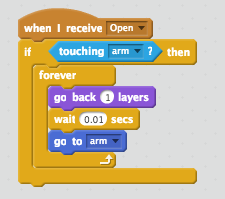 when I receive Open
if touching arm ? then
forever
go back 1 layers
wait 0.01 secs
go to arm